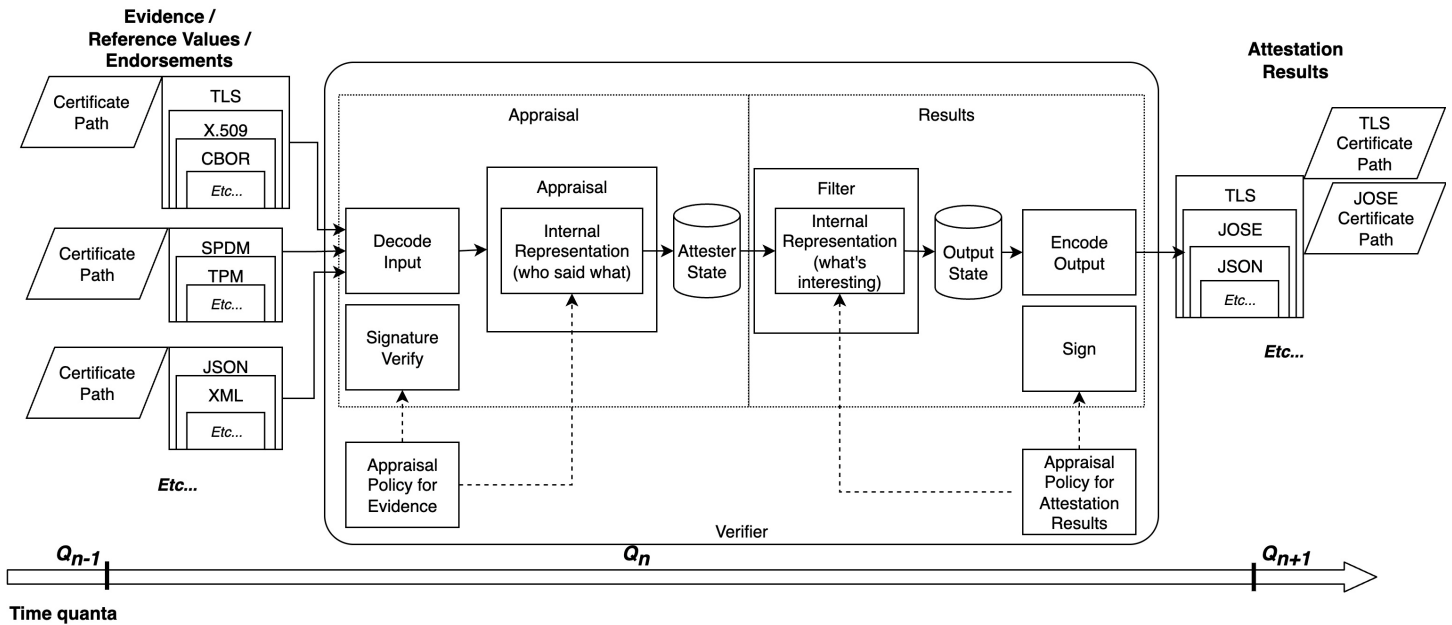 Evidence /
Reference Values /
Endorsements
Certificate
Path
TLS
X.509
CBOR
Etc...
Certificate
Path
SPDM
TPM
Etc...
Certificate
Path
JSON
XML
Etc...
Etc...
Appraisal
Decode
Input
Signature
Verify
Appraisal
Internal
Representation
(who said what)
Attester
State
Appraisal
Policy for
Evidence
Results
Filter
Internal
Representation
(what's
interesting)
Output
State
Encode
Output
Sign
Appraisal
Policy for
Attestation
Results
Verifier
Attestation
Results
TLS
Certificate
Path
JOSE
Certificate
Path
TLS
JOSE
JSON
Etc...
Etc...
Qn-1
Qn
Qn+1
Time quanta